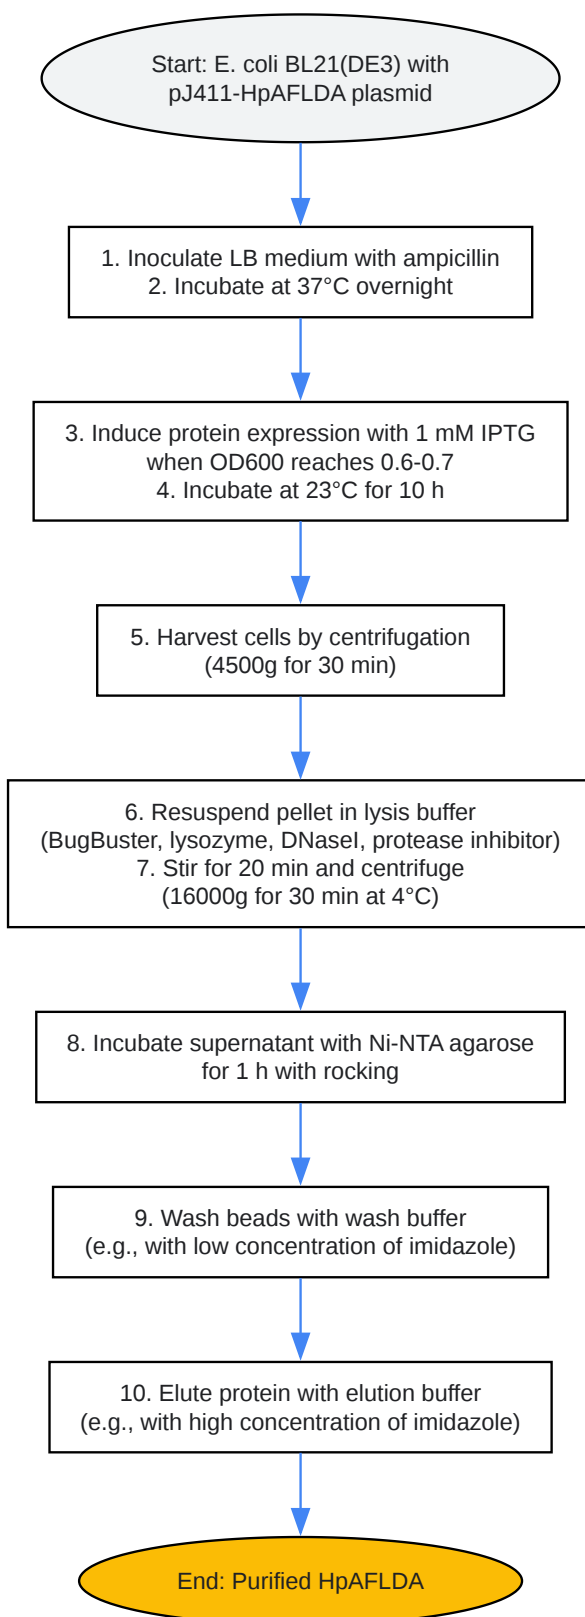 Start: E. coli BL21(DE3) with
pJ411-HpAFLDA plasmid
1. Inoculate LB medium with ampicillin
2. Incubate at 37°C overnight
3. Induce protein expression with 1 mM IPTG
when OD600 reaches 0.6-0.7
4. Incubate at 23°C for 10 h
5. Harvest cells by centrifugation
(4500g for 30 min)
6. Resuspend pellet in lysis buffer
(BugBuster, lysozyme, DNaseI, protease inhibitor)
7. Stir for 20 min and centrifuge
(16000g for 30 min at 4°C)
8. Incubate supernatant with Ni-NTA agarose
for 1 h with rocking
9. Wash beads with wash buffer
(e.g., with low concentration of imidazole)
10. Elute protein with elution buffer
(e.g., with high concentration of imidazole)
End: Purified HpAFLDA